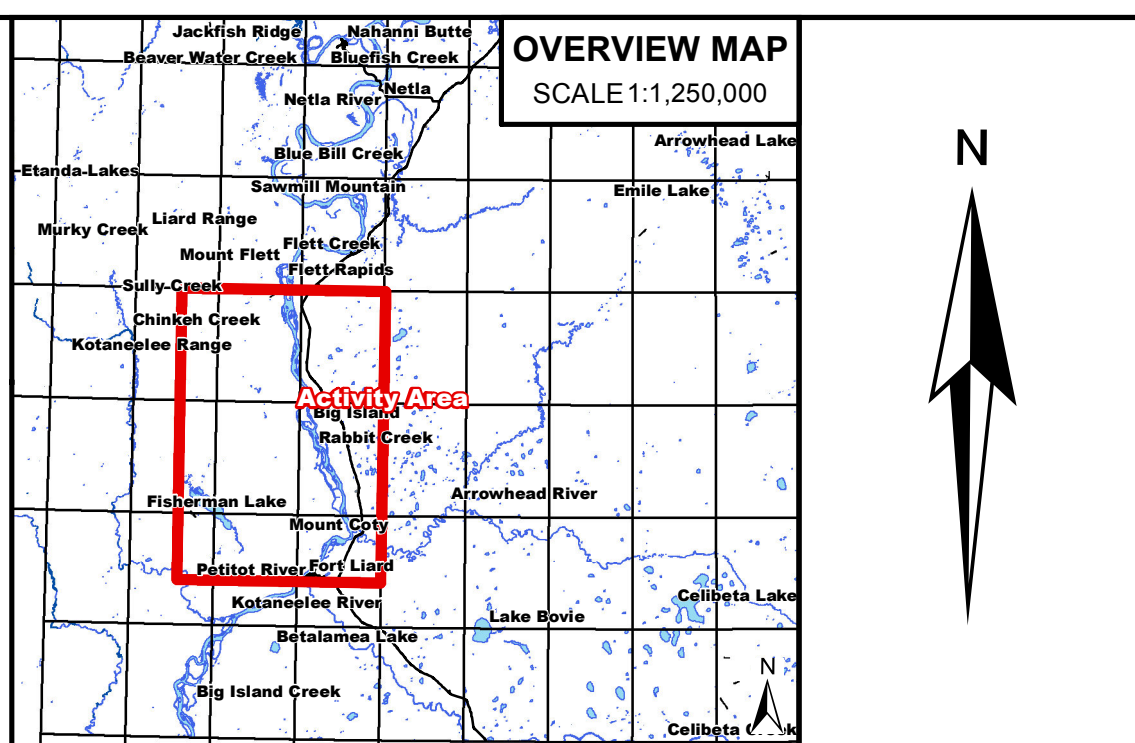 OVERVIEW MAP
SCALE 1:1,250,000
N
Jackfish Ridge
Nahanni Butte
Beaver Water Creek
Bluefish Creek
Netla
Netla River
Arrowhead Lake
Blue Bill Creek
Etanda Lakes
Sawmill Mountain
Emile Lake
Liard Range
Murky Creek
Flett Creek
Mount Flett
Flett Rapids
Sully Creek
Chinkeh Creek
Kotaneelee Range
Activity Area
Big Island
Rabbit Creek
Arrowhead River
Fisherman Lake
Mount Coty
Petitot River
Fort Liard
Kotaneelee River
Celibeta Lake
Lake Bovie
Betalamea Lake
N
Big Island Creek
Celibeta